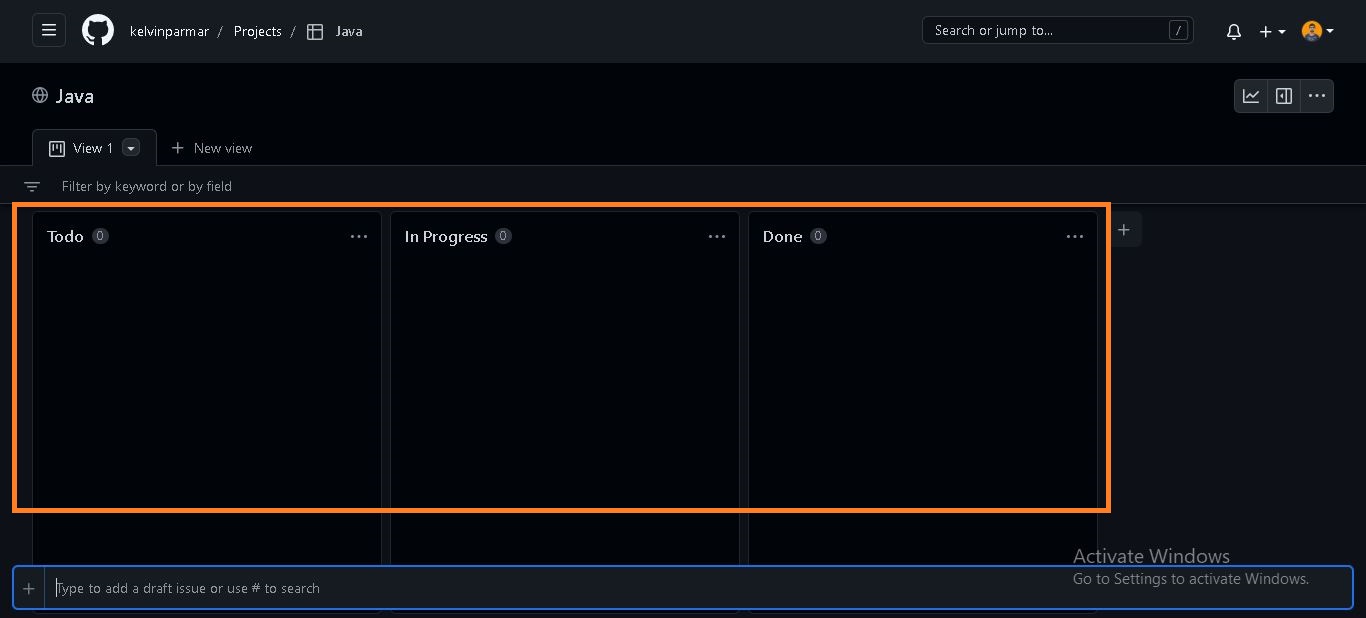 kelvinparmar / Projects / Java
Search or jump to... /
Java
View 1
New view
Filter by keyword or by field
Todo 0
In Progress 0
Done 0
Activate Windows
Go to Settings to activate Windows.
Type to add a draft issue or use # to search